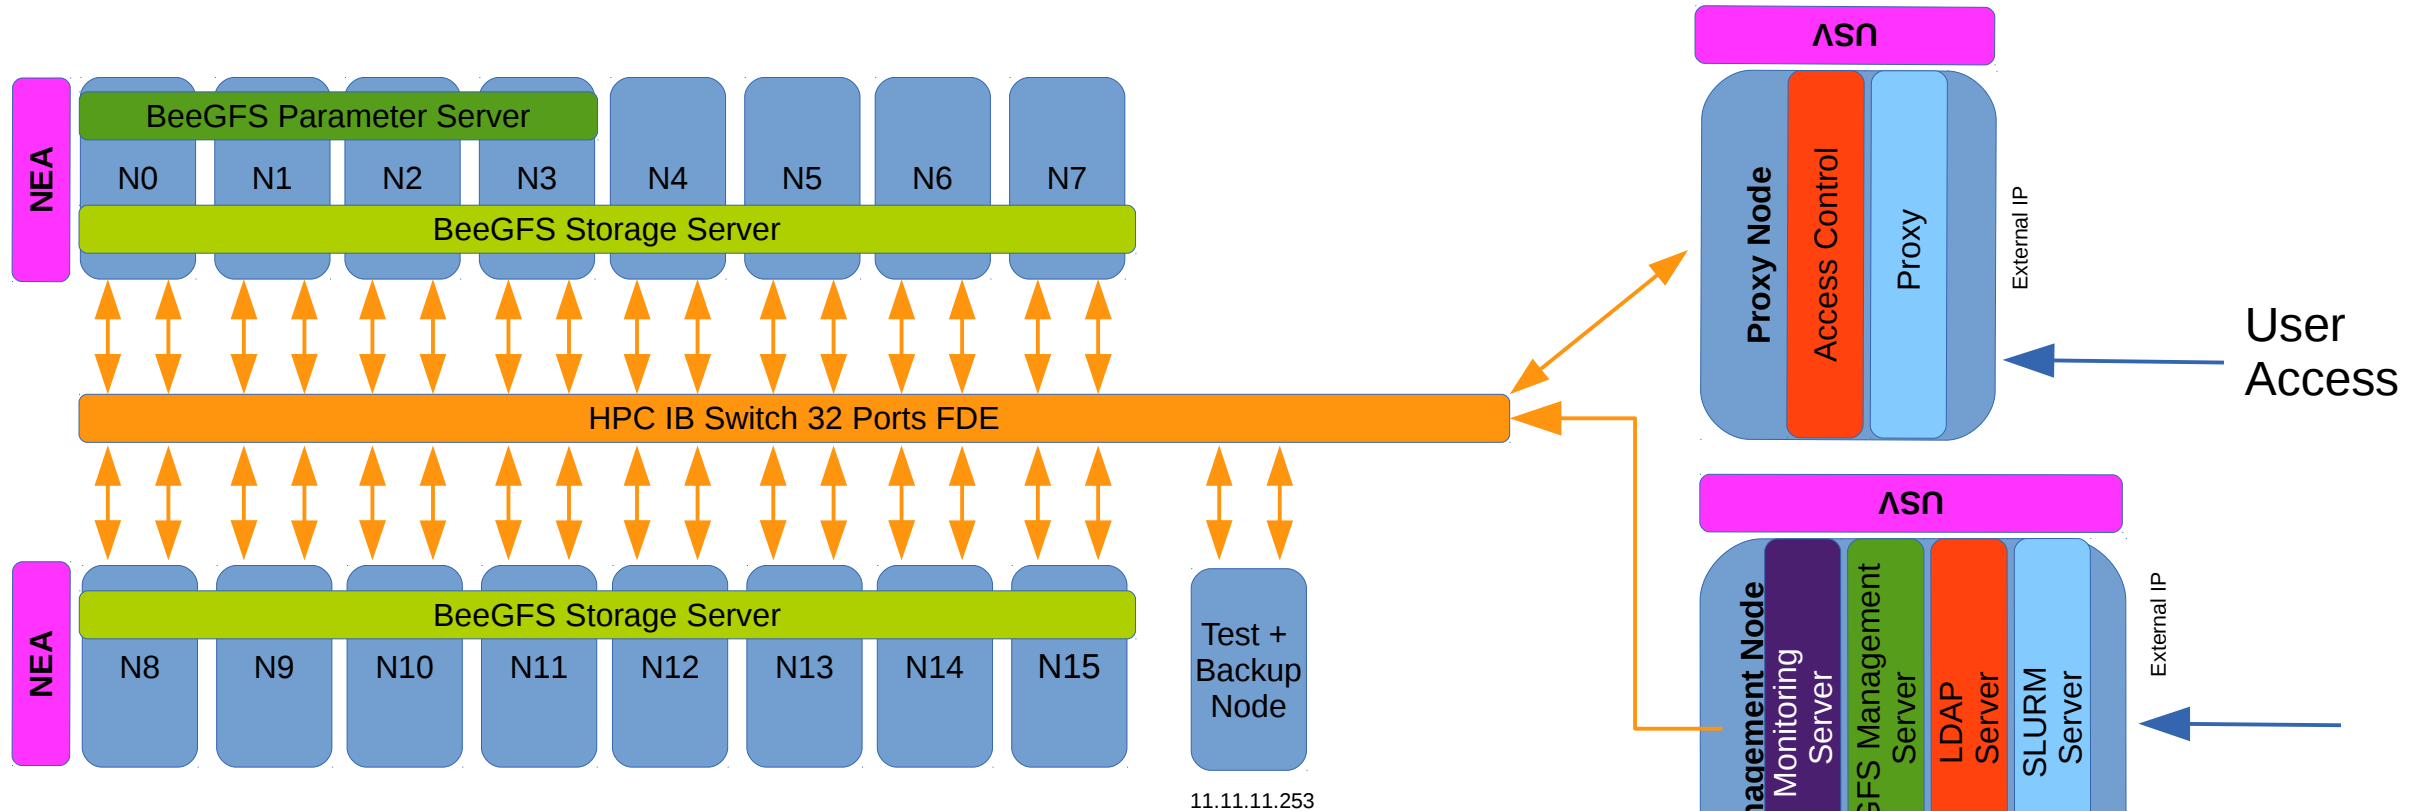 USV
NEA
BeeGFS Parameter Server
N0
N1
N2
N3
N4
N5
N6
N7
BeeGFS Storage Server
Proxy Node
Access Control
Proxy
External IP
User
Access
HPC IB Switch 32 Ports FDE
USV
NEA
BeeGFS Storage Server
N8
N9
N10
N11
N12
N13
N14
N15
Test +
Backup
Node
11.11.11.253
agement Node
Monitoring
Server
GFS Management
Server
LDAP
Server
SLURM
Server
External IP